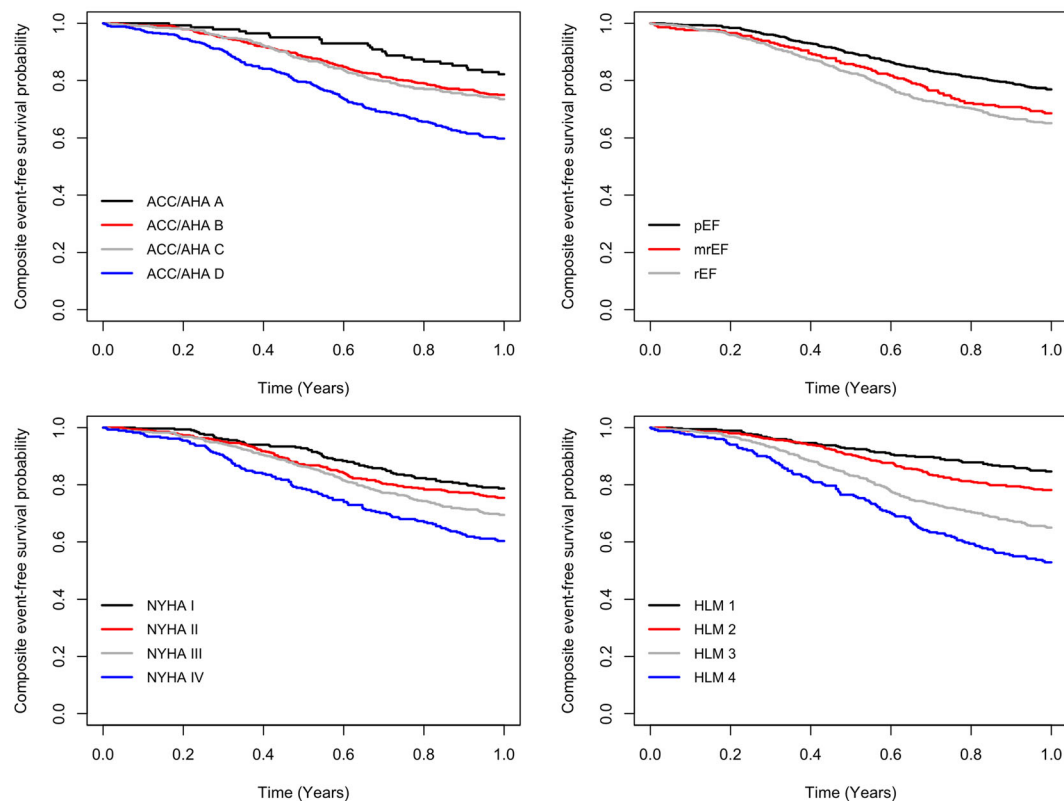 Composite event-free survival probability
1.0
0.8
0.6
0.4
0.2
0.0
ACC/AHA A
ACC/AHA B
ACC/AHA C
ACC/AHA D
0.0 0.2 0.4 0.6 0.8 1.0
Time (Years)
Composite event-free survival probability
1.0
0.8
0.6
0.4
0.2
0.0
pEF
mrEF
rEF
0.0 0.2 0.4 0.6 0.8 1.0
Time (Years)
Composite event-free survival probability
1.0
0.8
0.6
0.4
0.2
0.0
NYHA I
NYHA II
NYHA III
NYHA IV
0.0 0.2 0.4 0.6 0.8 1.0
Time (Years)
Composite event-free survival probability
1.0
0.8
0.6
0.4
0.2
0.0
HLM 1
HLM 2
HLM 3
HLM 4
0.0 0.2 0.4 0.6 0.8 1.0
Time (Years)